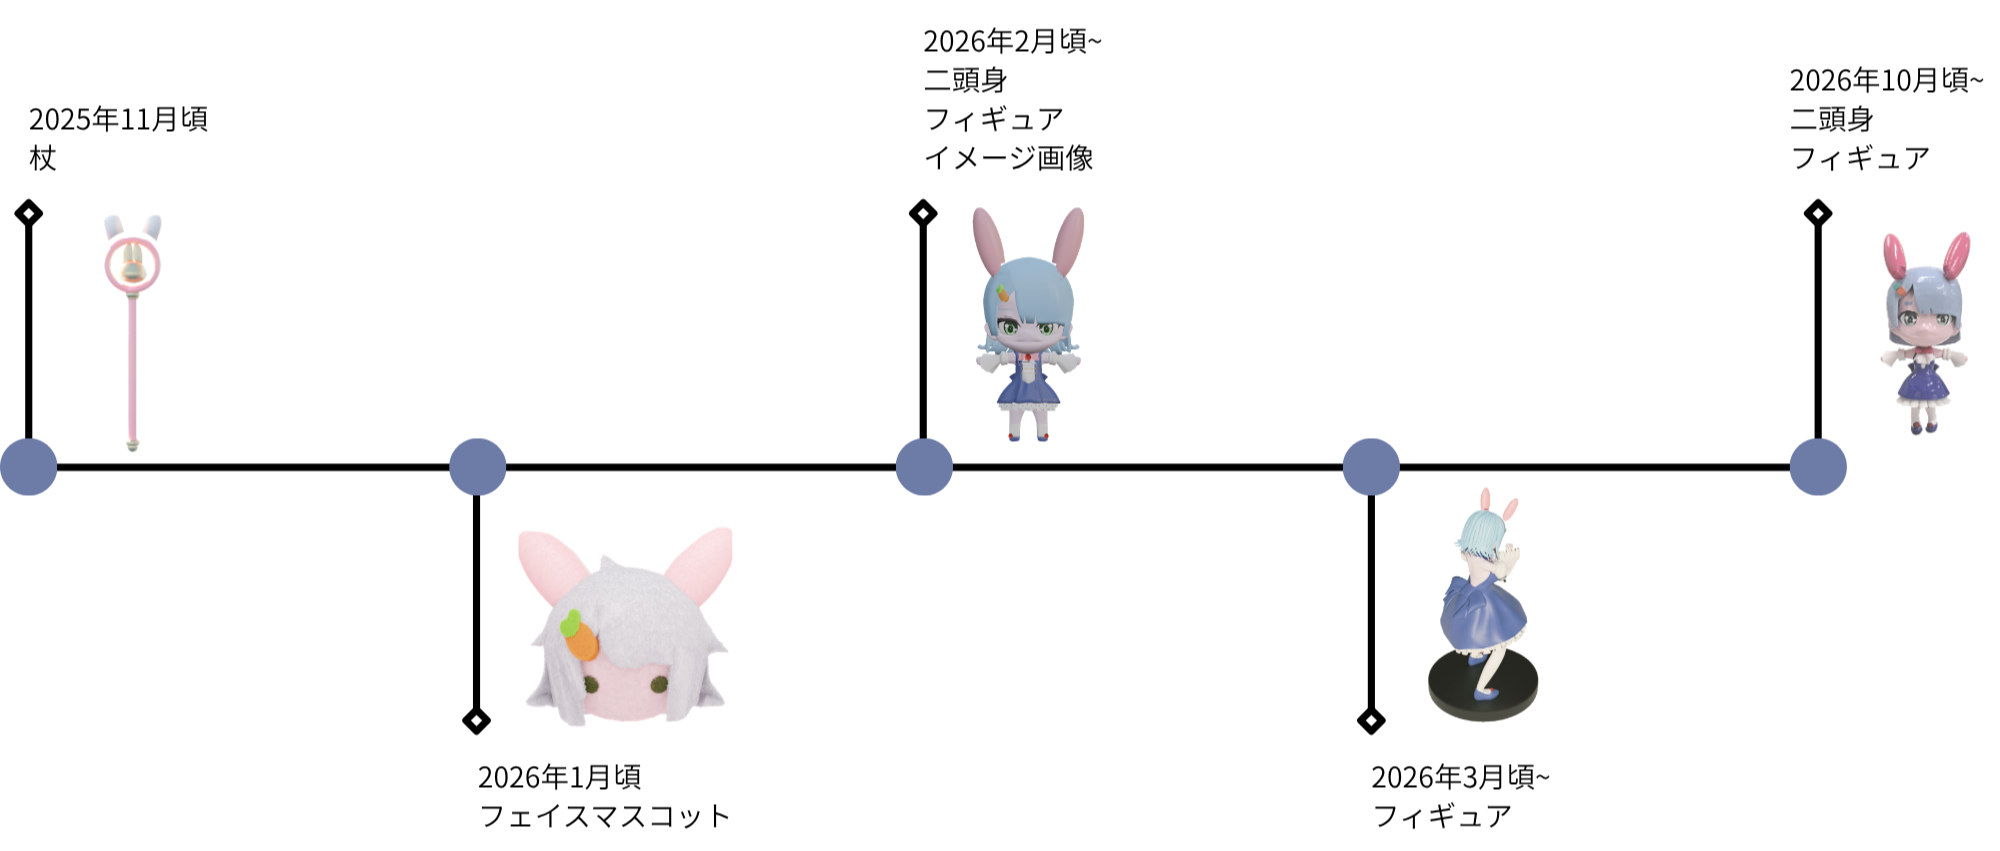 2025年11月頃
杖
2026年1月頃
フェイスマスコット
2026年2月頃~
二頭身
フィギュア
イメージ画像
2026年3月頃~
フィギュア
2026年10月頃~
二頭身
フィギュア